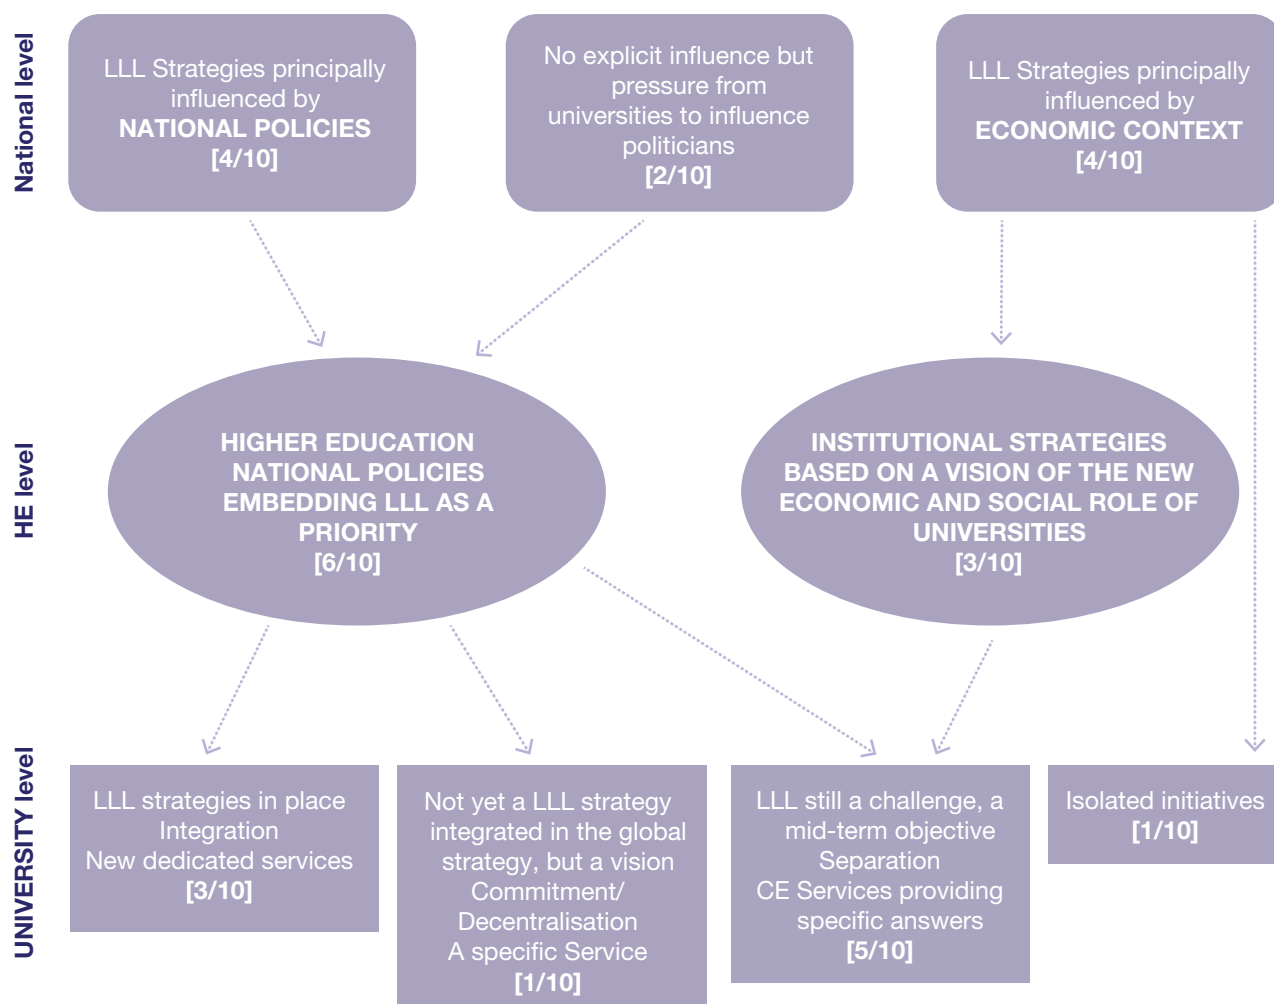 National level
LLL Strategies principally
influenced by
NATIONAL POLICIES
[4/10]
No explicit influence but
pressure from
universities to influence
politicians
[2/10]
LLL Strategies principally
influenced by
ECONOMIC CONTEXT
[4/10]
HE level
HIGHER EDUCATION
NATIONAL POLICIES
EMBEDDING LLL AS A
PRIORITY
[6/10]
INSTITUTIONAL STRATEGIES
BASED ON A VISION OF THE NEW
ECONOMIC AND SOCIAL ROLE OF
UNIVERSITIES
[3/10]
UNIVERSITY level
LLL strategies in place
Integration
New dedicated services
[3/10]
Not yet a LLL strategy
integrated in the global
strategy, but a vision
Commitment/
Decentralisation
A specific Service
[1/10]
LLL still a challenge, a
mid-term objective
Separation
CE Services providing
specific answers
[5/10]
Isolated initiatives
[1/10]